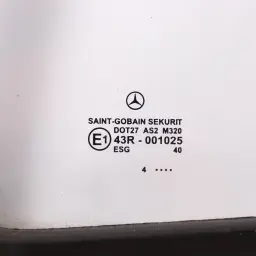 SAINT-GOBAIN SEKURIT
DOT27 AS2 M320
E1 43R - 001025
ESG 40
4 ....